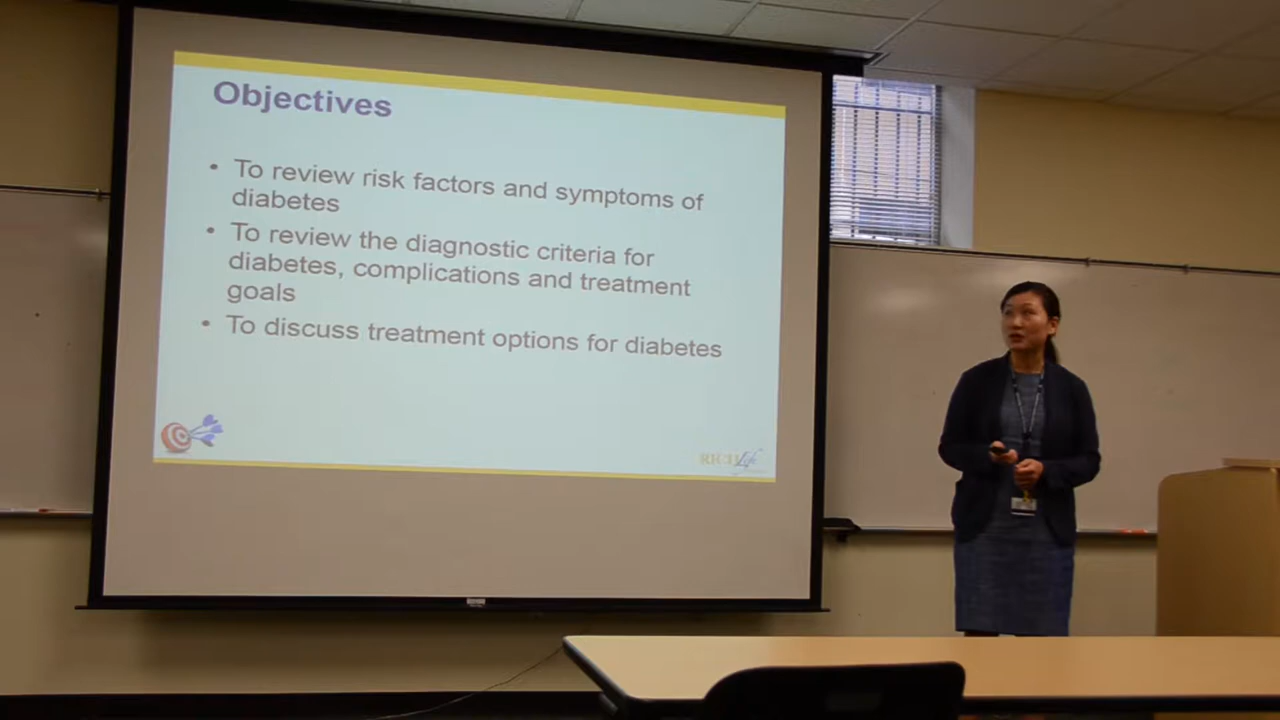 Objectives
• To review risk factors and symptoms of
diabetes
• To review the diagnostic criteria for
diabetes, complications and treatment
goals
• To discuss treatment options for diabetes
Life